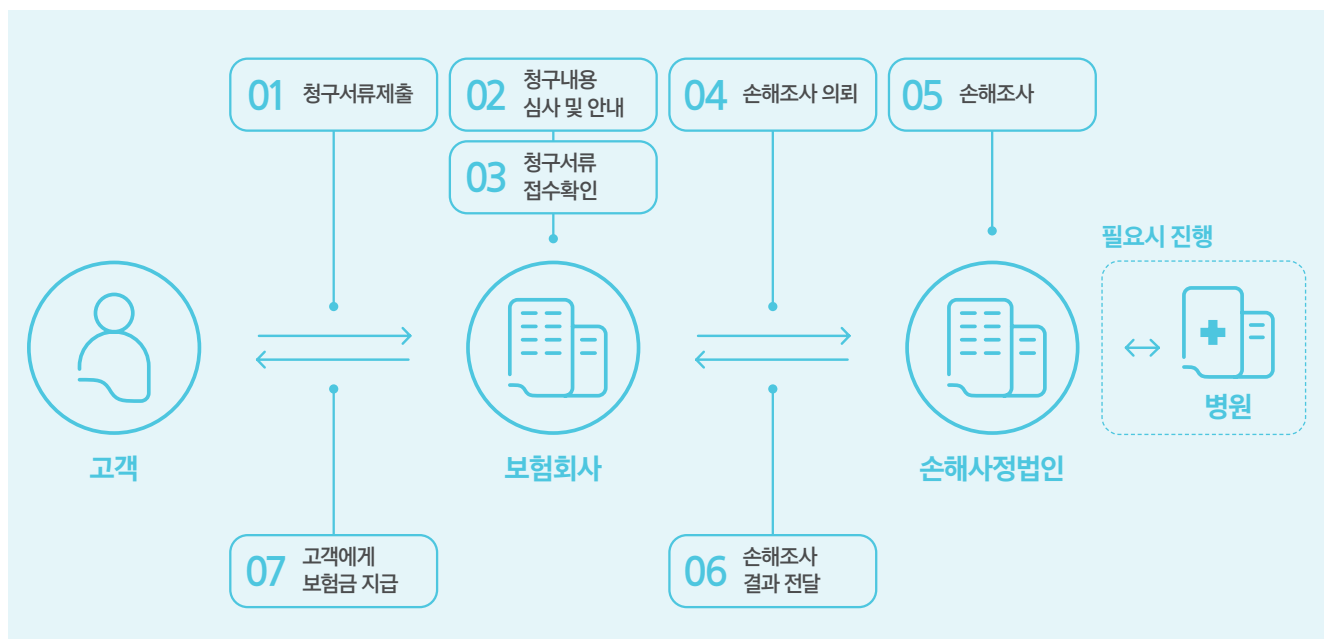 01 청구서류제출
02 청구내용
심사 및 안내
03 청구서류
접수확인
04 손해조사 의뢰
05 손해조사
필요시 진행
병원
고객
보험회사
손해사정법인
07 고객에게
보험금 지급
06 손해조사
결과 전달